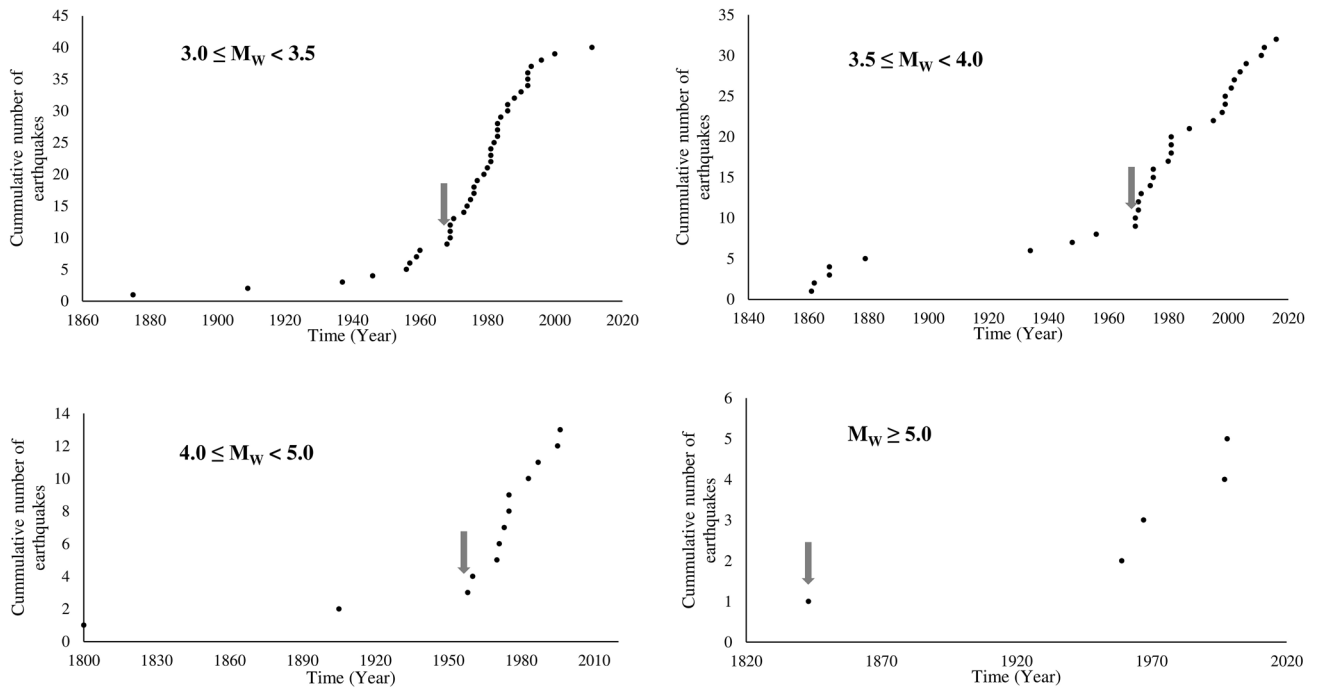 3.0 ≤ MW < 3.5
Cummulative number of
earthquakes
45
40
35
30
25
20
15
10
5
0
1860 1880 1900 1920 1940 1960 1980 2000 2020
Time (Year)
3.5 ≤ MW < 4.0
Cummulative number of
earthquakes
35
30
25
20
15
10
5
0
1840 1860 1880 1900 1920 1940 1960 1980 2000 2020
Time (Year)
4.0 ≤ MW < 5.0
Cummulative number of
earthquakes
14
12
10
8
6
4
2
0
1800 1830 1860 1890 1920 1950 1980 2010
Time (Year)
MW ≥ 5.0
Cummulative number of
earthquakes
6
5
4
3
2
1
0
1820 1870 1920 1970 2020
Time (Year)